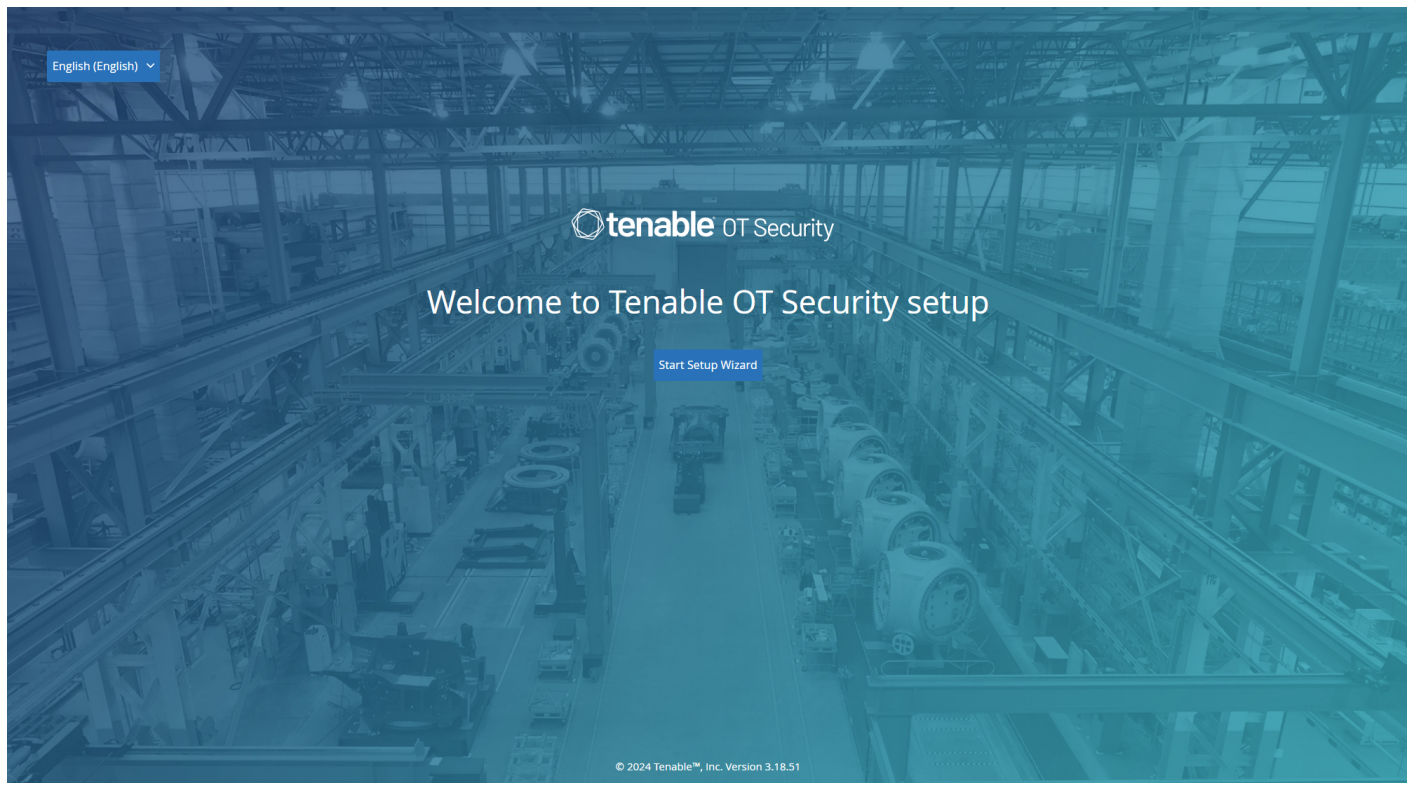 English (English)
tenable OT Security
Welcome to Tenable OT Security setup
Start Setup Wizard
© 2024 Tenable™, Inc. Version 3.18.51